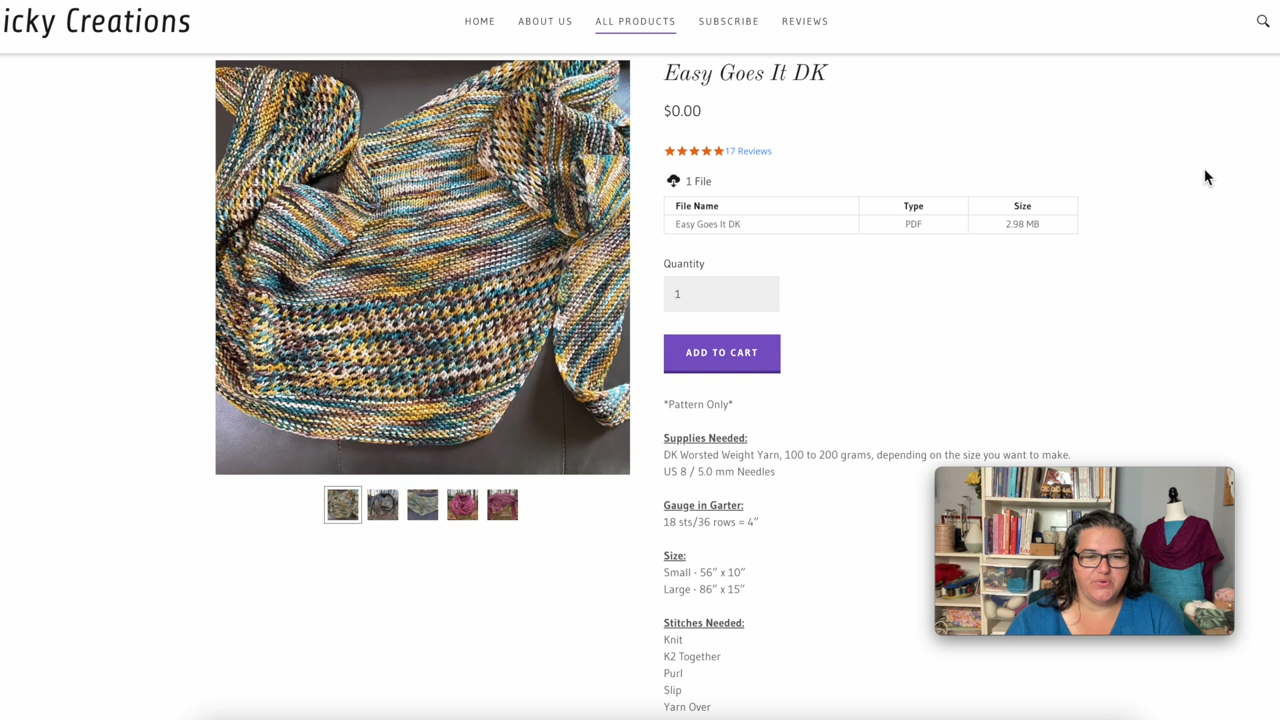 icky Creations
HOME ABOUT US ALL PRODUCTS SUBSCRIBE REVIEWS
Easy Goes It DK
$0.00
17 Reviews
1 File
File Name Type Size
Easy Goes It DK PDF 2.98 MB
Quantity
1
ADD TO CART
*Pattern Only*
Supplies Needed:
DK Worsted Weight Yarn, 100 to 200 grams, depending on the size you want to make.
US 8 / 5.0 mm Needles
Gauge in Garter:
18 sts/36 rows = 4”
Size:
Small - 56” x 10”
Large - 86” x 15”
Stitches Needed:
Knit
K2 Together
Purl
Slip
Yarn Over